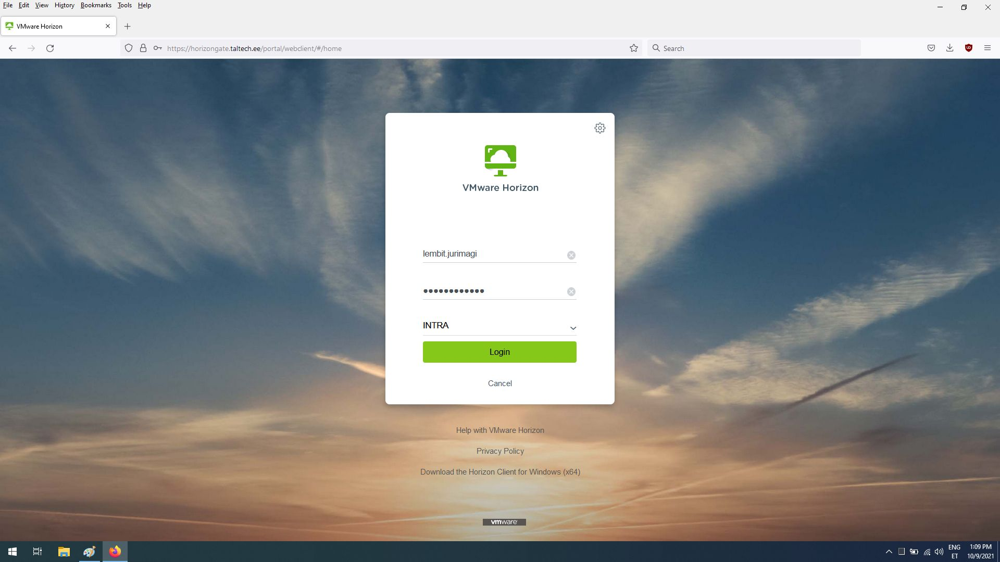 File Edit View History Bookmarks Tools Help
VMware Horizon
https://horizongate.taltech.ee/portal/webclient/#/home
Search
VMware Horizon
lembit.jurimagi
●●●●●●●●●●●●
INTRA
Login
Cancel
Help with VMware Horizon
Privacy Policy
Download the Horizon Client for Windows (x64)
vmware
ENG 1:09 PM
ET 10/9/2021